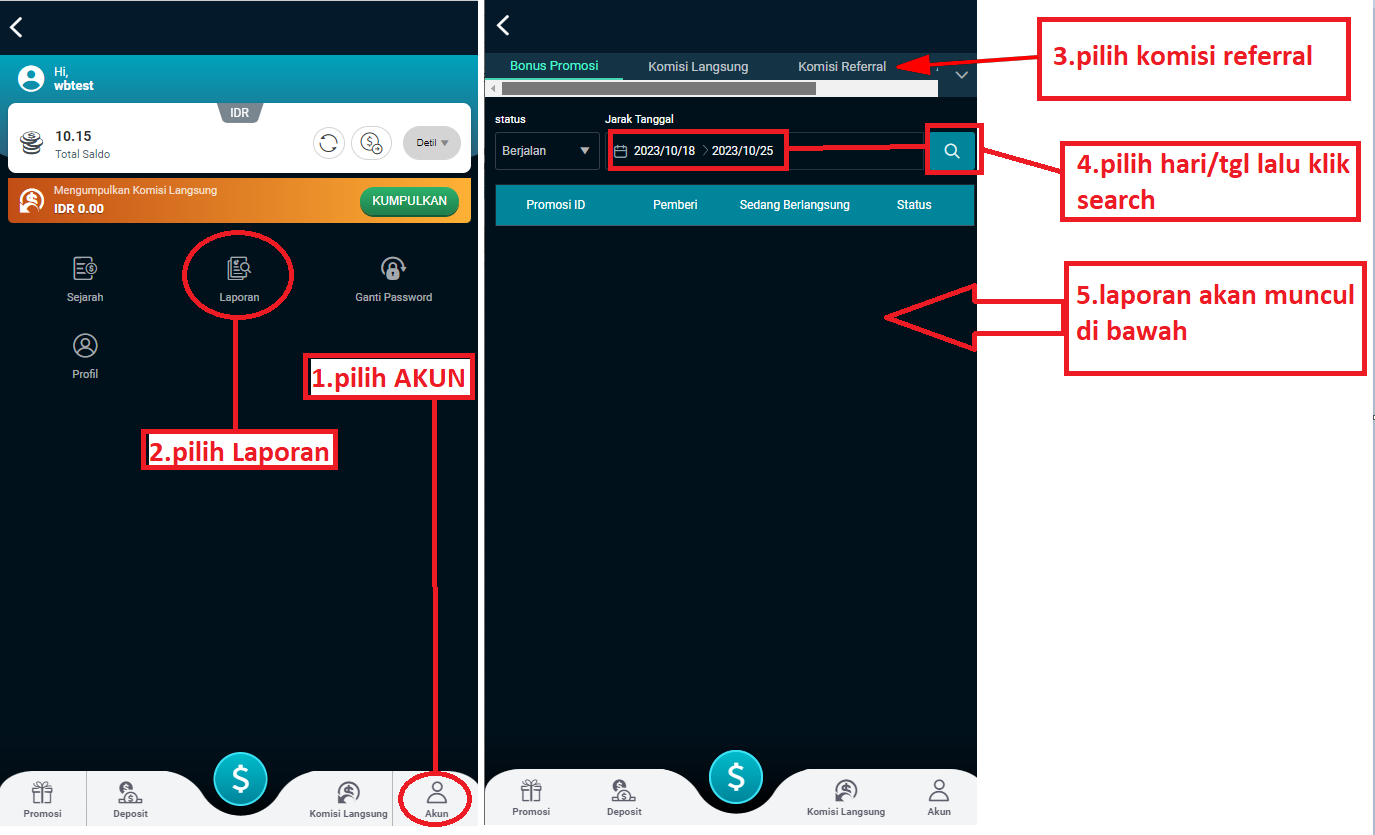 Hi,
wbtest
IDR
10.15
Total Saldo
Detil
Mengumpulkan Komisi Langsung
IDR 0.00
KUMPULKAN
Sejarah
Laporan
Ganti Password
Profil
1.pilih AKUN
2.pilih Laporan
Promosi
Deposit
Komisi Langsung
Akun
Bonus Promosi
Komisi Langsung
Komisi Referral
status
Jarak Tanggal
Berjalan
2023/10/18
2023/10/25
Promosi ID
Pemberi
Sedang Berlangsung
Status
Promosi
Deposit
Komisi Langsung
Akun
3.pilih komisi referral
4.pilih hari/tgl lalu klik
search
5.laporan akan muncul
di bawah